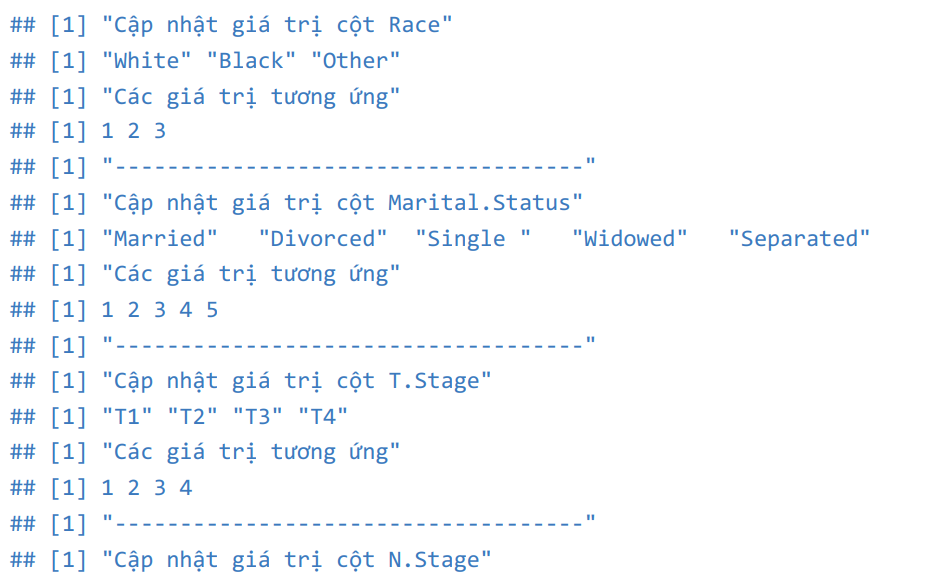 ## [1] "Cập nhật giá trị cột Race"
## [1] "White" "Black" "Other"
## [1] "Các giá trị tương ứng"
## [1] 1 2 3
## [1] "------------------------------------"
## [1] "Cập nhật giá trị cột Marital.Status"
## [1] "Married"   "Divorced"  "Single "   "Widowed"   "Separated"
## [1] "Các giá trị tương ứng"
## [1] 1 2 3 4 5
## [1] "------------------------------------"
## [1] "Cập nhật giá trị cột T.Stage"
## [1] "T1" "T2" "T3" "T4"
## [1] "Các giá trị tương ứng"
## [1] 1 2 3 4
## [1] "------------------------------------"
## [1] "Cập nhật giá trị cột N.Stage"